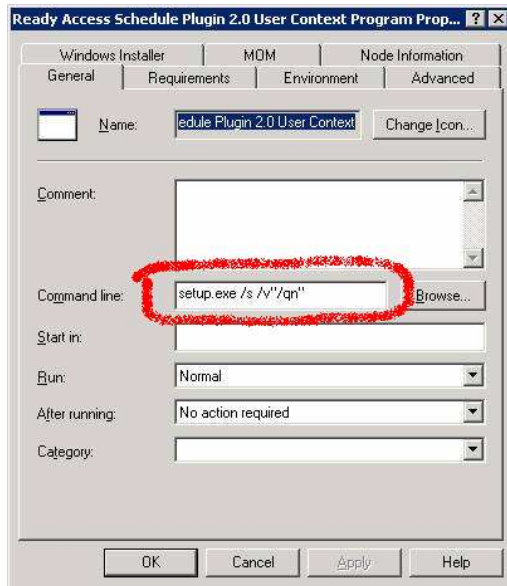 Ready Access Schedule Plugin 2.0 User Context Program Prop...
Windows Installer MOM Node Information
General Requirements Environment Advanced
Name: edule Plugin 2.0 User Context Change Icon...
Comment:
Command line: setup.exe /s /v"/qn" Browse...
Start in:
Run: Normal
After running: No action required
Category:
OK Cancel Apply Help